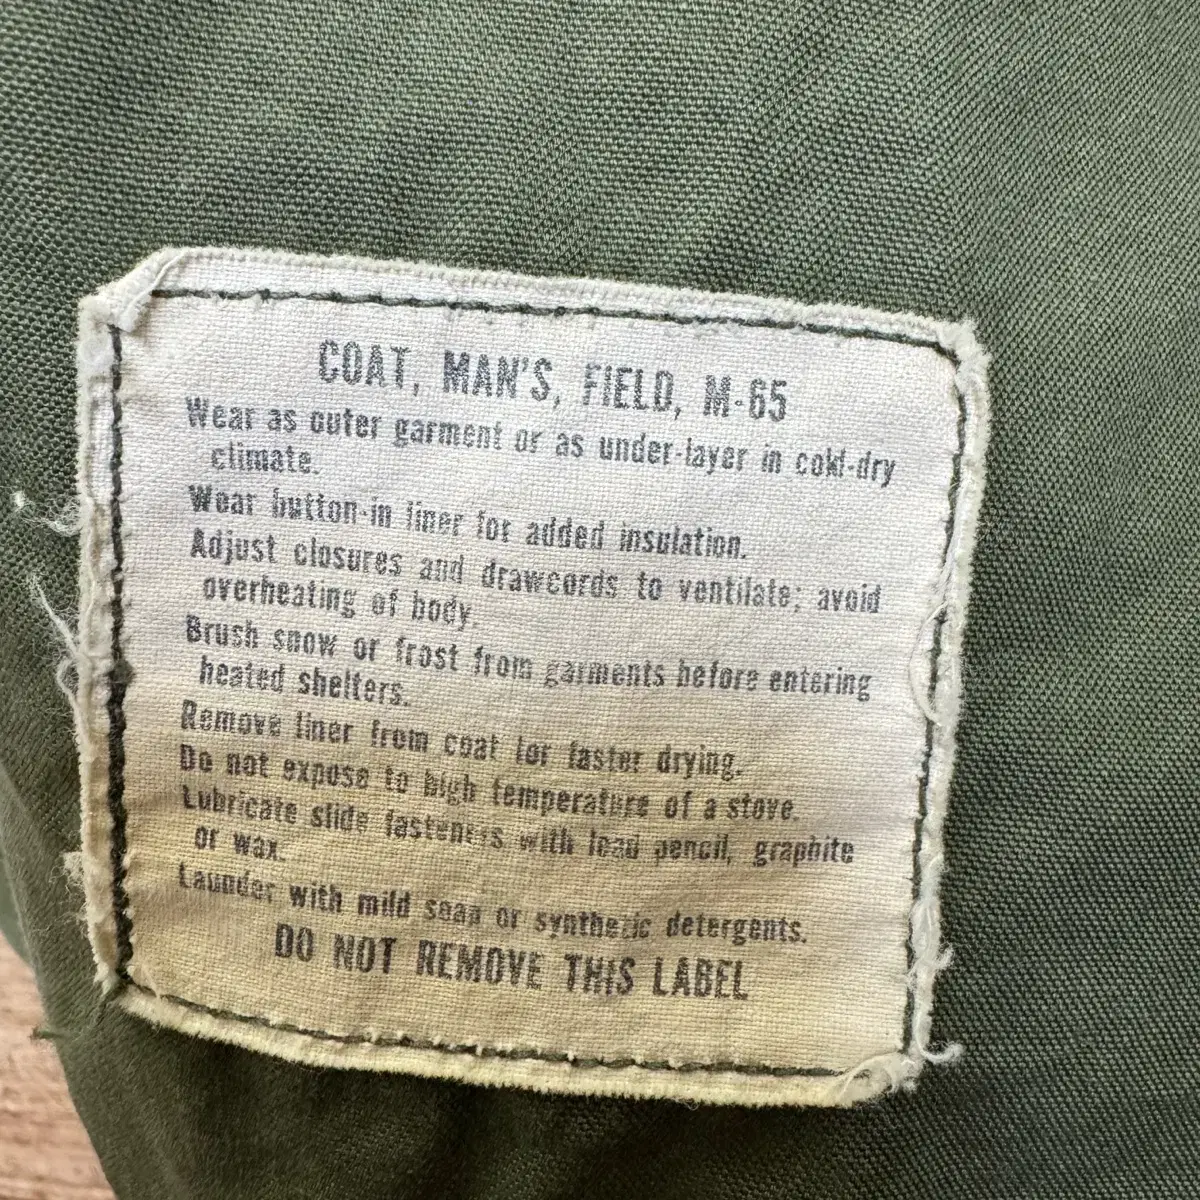 COAT, MAN'S, FIELD, M-65
Wear as outer garment or as under-layer in cold-dry
climate.
Wear button-in liner for added insulation.
Adjust closures and drawcords to ventilate; avoid
overheating of body.
Brush snow or frost from garments before entering
heated shelters.
Remove liner from coat for faster drying.
Do not expose to high temperature of a stove.
Lubricate slide fasteners with lead pencil, graphite
or wax.
Launder with mild soap or synthetic detergents.
DO NOT REMOVE THIS LABEL